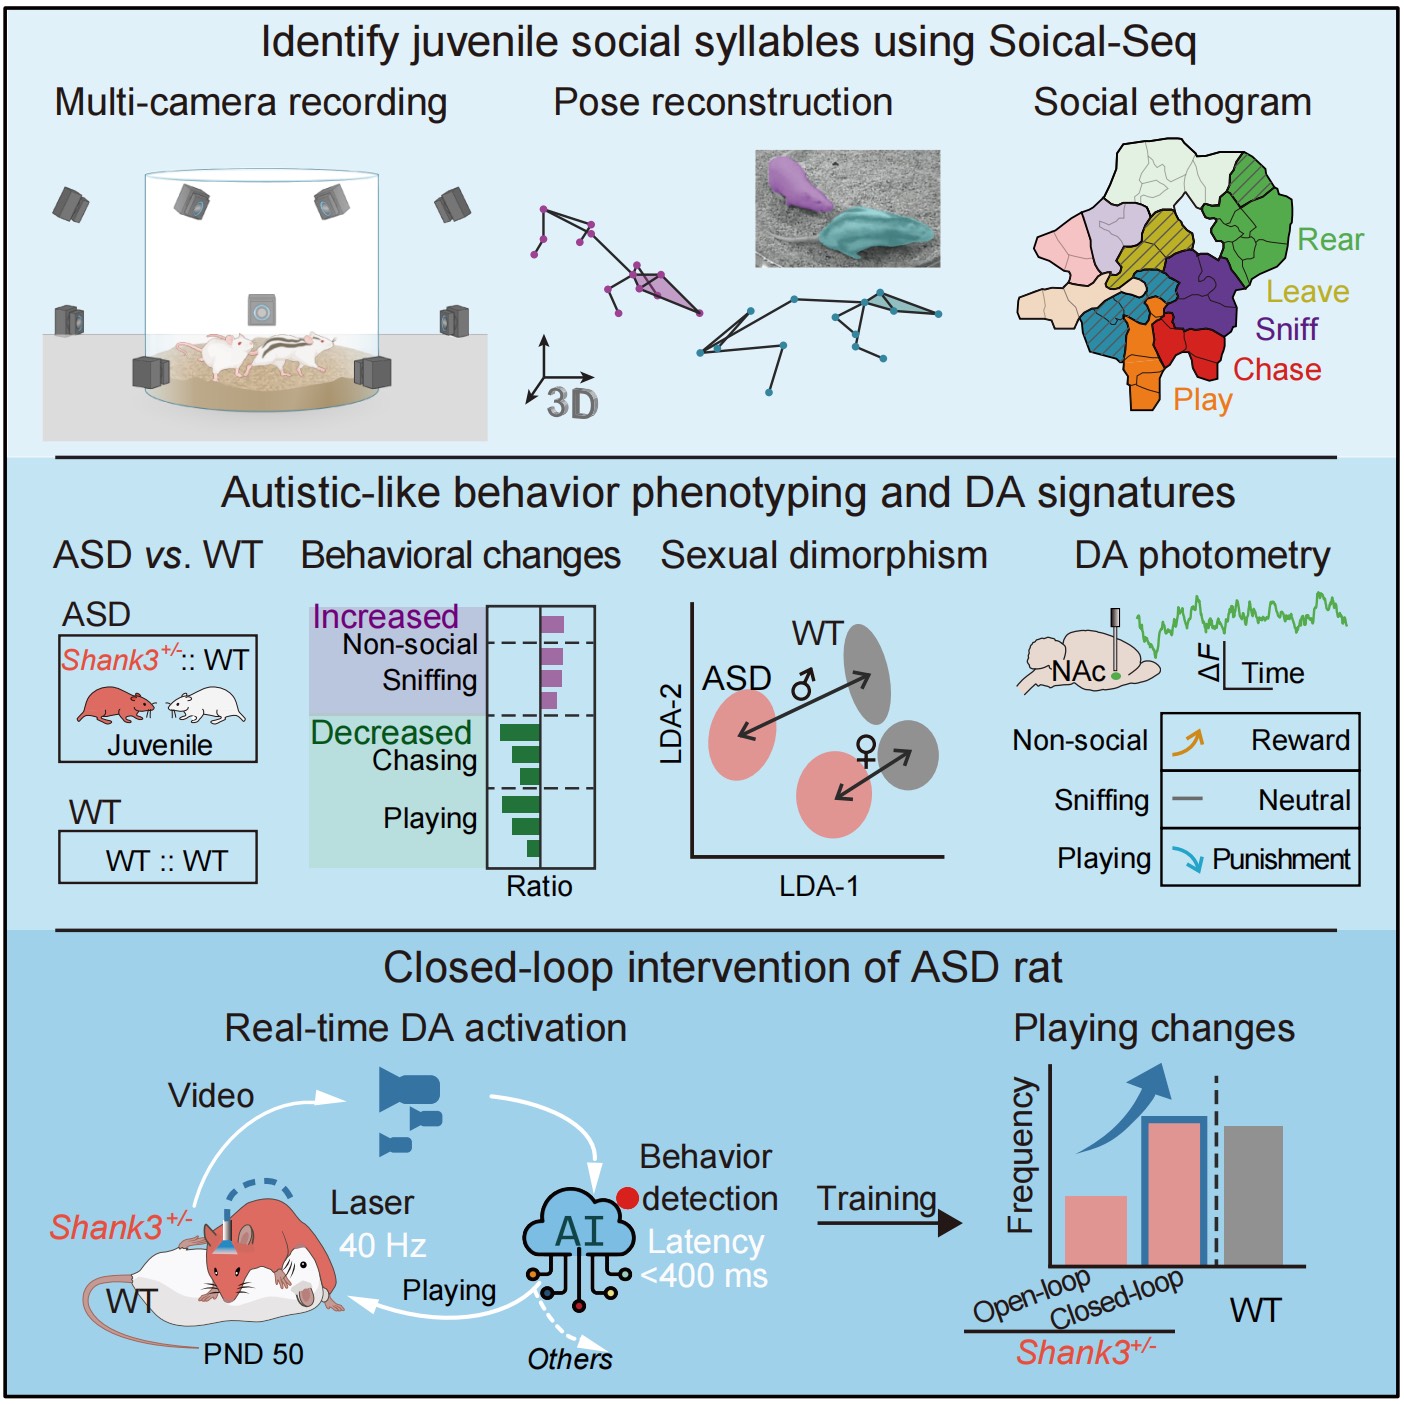 Identify juvenile social syllables using Soical-Seq
Multi-camera recording
Pose reconstruction
Social ethogram
3D
Rear
Leave
Sniff
Chase
Play
Autistic-like behavior phenotyping and DA signatures
ASD vs. WT
ASD
Shank3+/-:: WT
Juvenile
WT
WT :: WT
Behavioral changes
Increased
Non-social
Sniffing
Decreased
Chasing
Playing
Ratio
Sexual dimorphism
WT
ASD ♂
♀
LDA-2
LDA-1
DA photometry
NAc
ΔF
Time
Non-social Reward
Sniffing Neutral
Playing Punishment
Closed-loop intervention of ASD rat
Real-time DA activation
Video
Behavior
detection
Latency
<400 ms
AI
Laser
40 Hz
Shank3+/-
WT
PND 50
Playing
Others
Training
Playing changes
Frequency
Open-loop
Closed-loop
WT
Shank3+/-